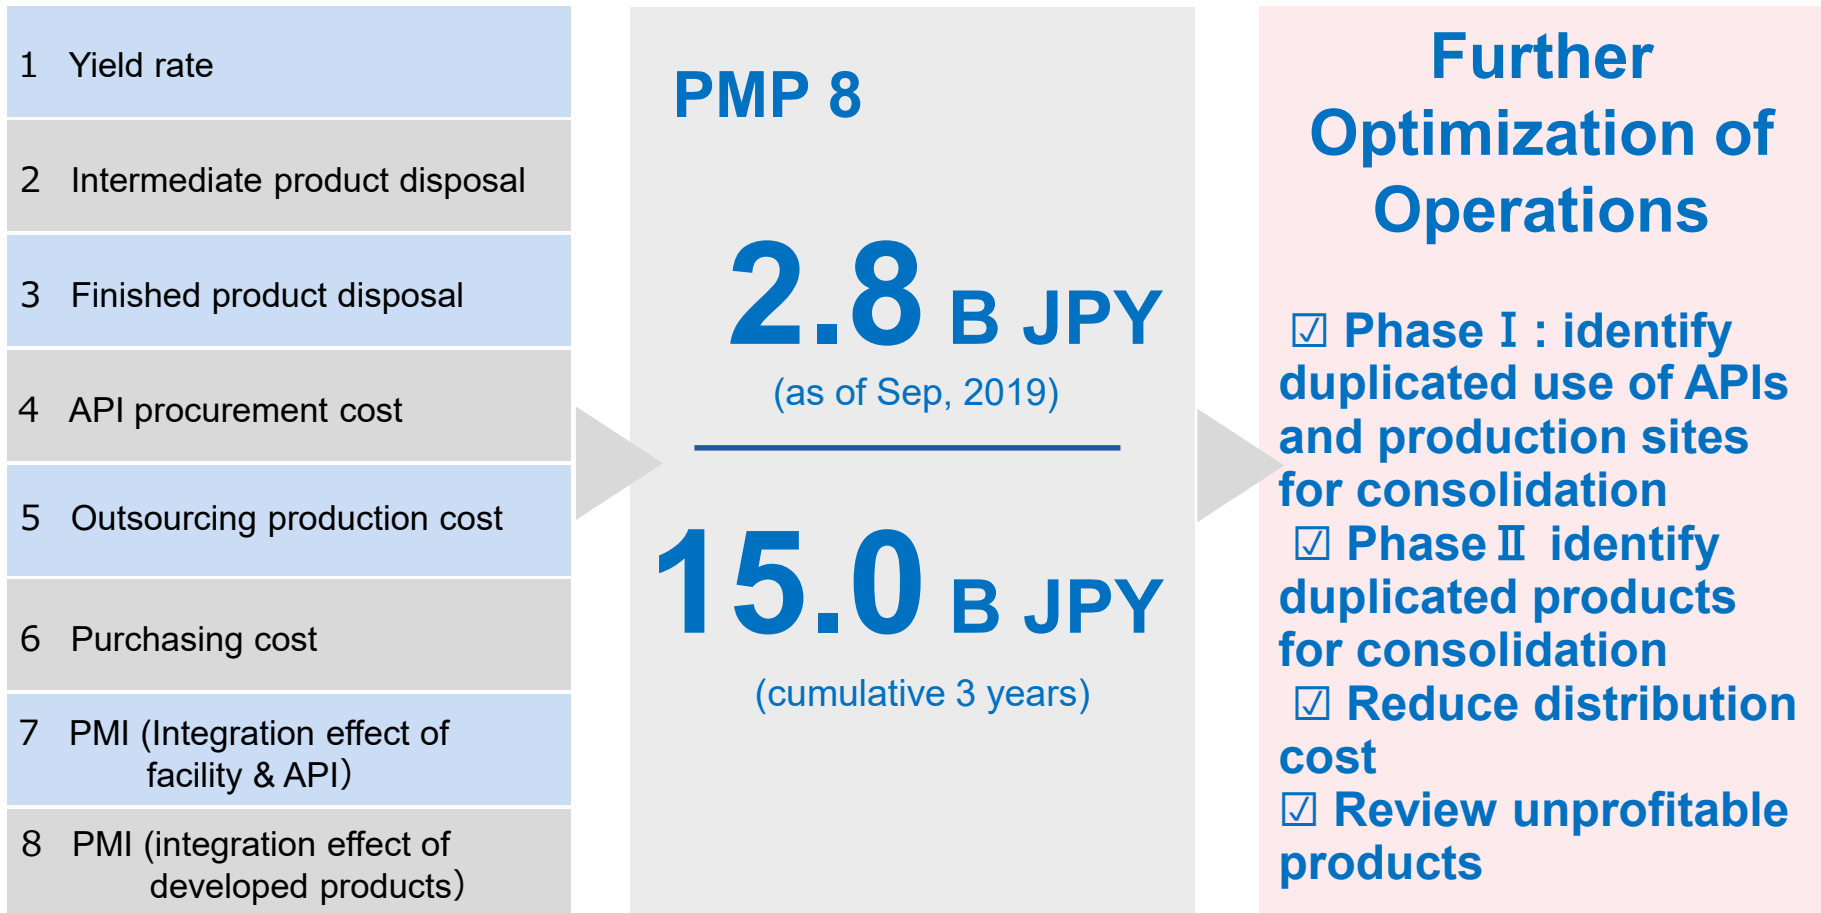 1 Yield rate
2 Intermediate product disposal
3 Finished product disposal
4 API procurement cost
5 Outsourcing production cost
6 Purchasing cost
7 PMI (Integration effect of
facility & API）
8 PMI (integration effect of
developed products）
PMP 8
2.8 B JPY
(as of Sep, 2019)
15.0 B JPY
(cumulative 3 years)
Further
Optimization of
Operations
☑ Phase Ⅰ : identify
duplicated use of APIs
and production sites
for consolidation
☑ Phase Ⅱ identify
duplicated products
for consolidation
☑ Reduce distribution
cost
☑ Review unprofitable
products